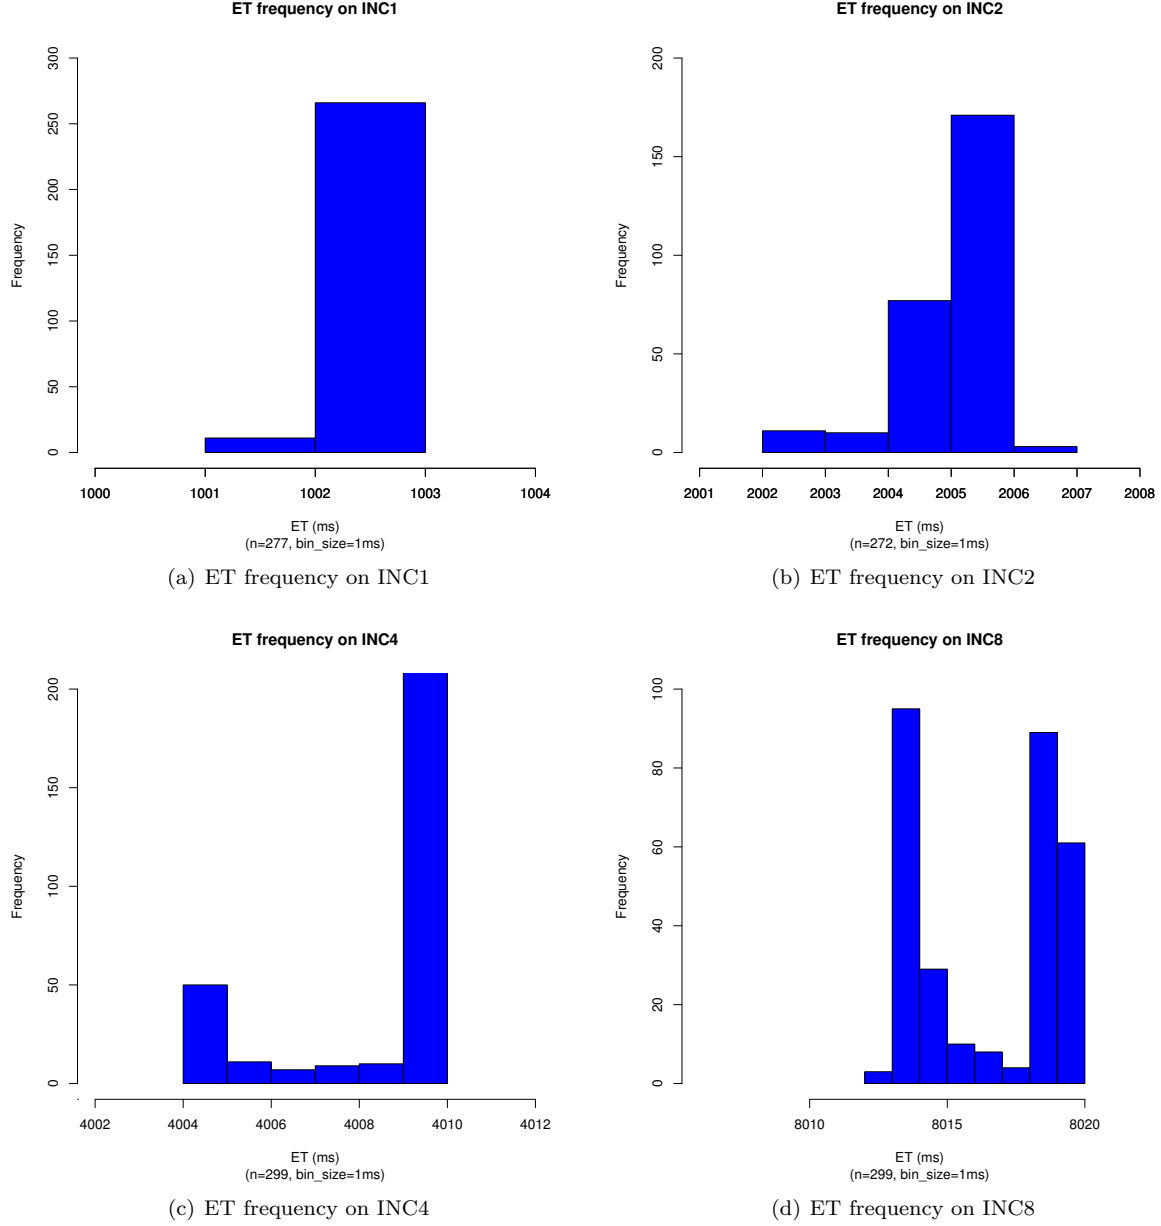 ET frequency on INC1
Frequency
0
50
100
150
200
250
300
1000 1001 1002 1003 1004
ET (ms)
(n=277, bin_size=1ms)
(a) ET frequency on INC1
ET frequency on INC2
Frequency
0
50
100
150
200
2001 2002 2003 2004 2005 2006 2007 2008
ET (ms)
(n=272, bin_size=1ms)
(b) ET frequency on INC2
ET frequency on INC4
Frequency
0
50
100
150
200
4002 4004 4006 4008 4010 4012
ET (ms)
(n=299, bin_size=1ms)
(c) ET frequency on INC4
ET frequency on INC8
Frequency
0
20
40
60
80
100
8010 8015 8020
ET (ms)
(n=299, bin_size=1ms)
(d) ET frequency on INC8